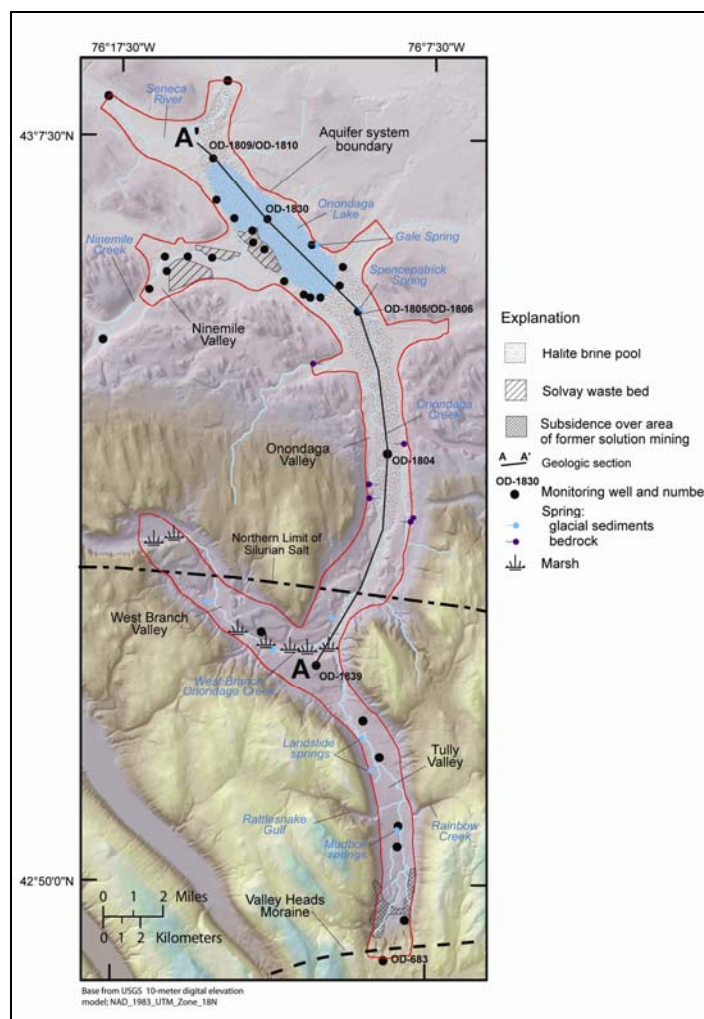 76°17'30"W
76°7'30"W
43°7'30"N
Seneca
River
A'
OD-1809/OD-1810
Aquifer system
boundary
OD-1830
Onondaga
Lake
Gale Spring
Ninemile
Creek
Spencepatrick
Spring
OD-1805/OD-1806
Ninemile
Valley
Onondaga
Creek
Onondaga
Valley
OD-1804
Northern Limit of
Silurian Salt
West Branch
Valley
A
OD-1839
West Branch
Onondaga Creek
Landslide
springs
Tully
Valley
Rattlesnake
Gulf
Rainbow
Creek
Mudboil
springs
42°50'0"N
0 1 2 Miles
0 1 2
Kilometers
Valley Heads
Moraine
OD-683
Base from USGS 10-meter digital elevation
model; NAD_1983_UTM_Zone_18N
Explanation
Halite brine pool
Solvay waste bed
Subsidence over area
of former solution mining
A A'
Geologic section
OD-1830
Monitoring well and numbe
Spring:
glacial sediments
bedrock
Marsh